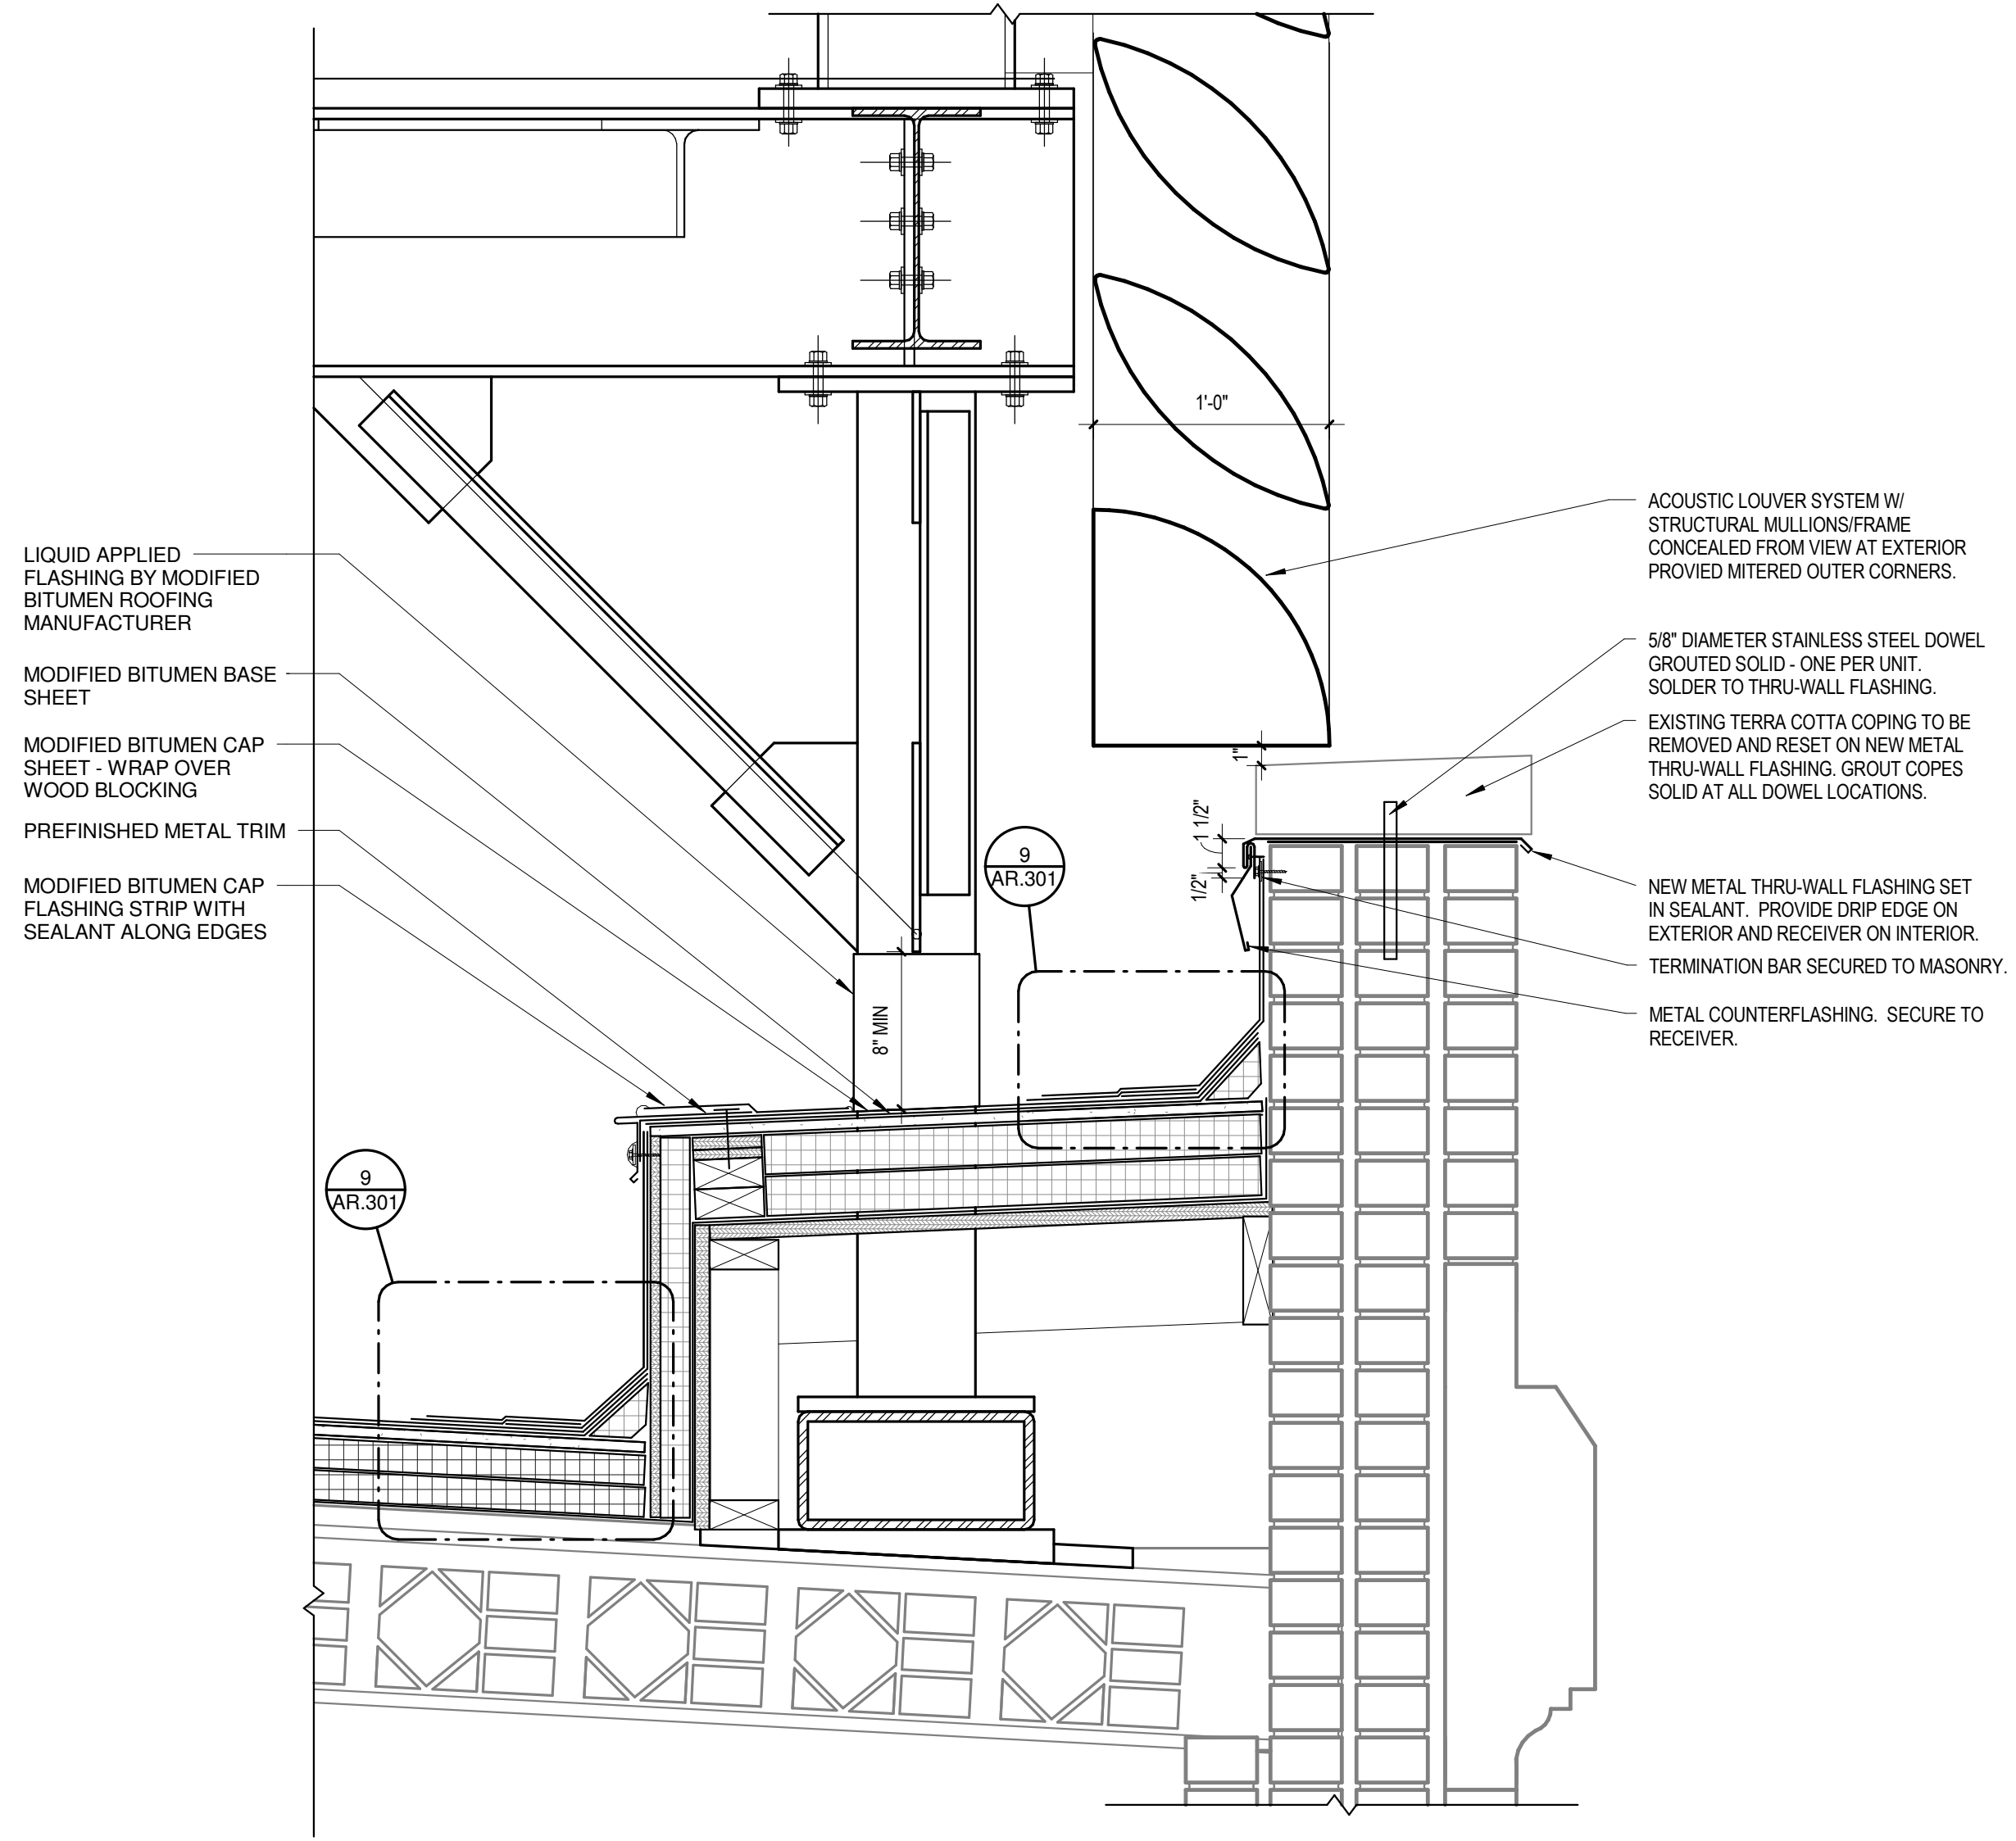 1'-0"
LIQUID APPLIED
FLASHING BY MODIFIED
BITUMEN ROOFING
MANUFACTURER
MODIFIED BITUMEN BASE
SHEET
MODIFIED BITUMEN CAP
SHEET - WRAP OVER
WOOD BLOCKING
PREFINISHED METAL TRIM
MODIFIED BITUMEN CAP
FLASHING STRIP WITH
SEALANT ALONG EDGES
ACOUSTIC LOUVER SYSTEM W/
STRUCTURAL MULLIONS/FRAME
CONCEALED FROM VIEW AT EXTERIOR
PROVIED MITERED OUTER CORNERS.
5/8" DIAMETER STAINLESS STEEL DOWEL
GROUTED SOLID - ONE PER UNIT.
SOLDER TO THRU-WALL FLASHING.
EXISTING TERRA COTTA COPING TO BE
REMOVED AND RESET ON NEW METAL
THRU-WALL FLASHING. GROUT COPES
SOLID AT ALL DOWEL LOCATIONS.
NEW METAL THRU-WALL FLASHING SET
IN SEALANT.  PROVIDE DRIP EDGE ON
EXTERIOR AND RECEIVER ON INTERIOR.
TERMINATION BAR SECURED TO MASONRY.
METAL COUNTERFLASHING.  SECURE TO
RECEIVER.
1"
1 1/2"
1/2"
9
AR.301
8" MIN
9
AR.301